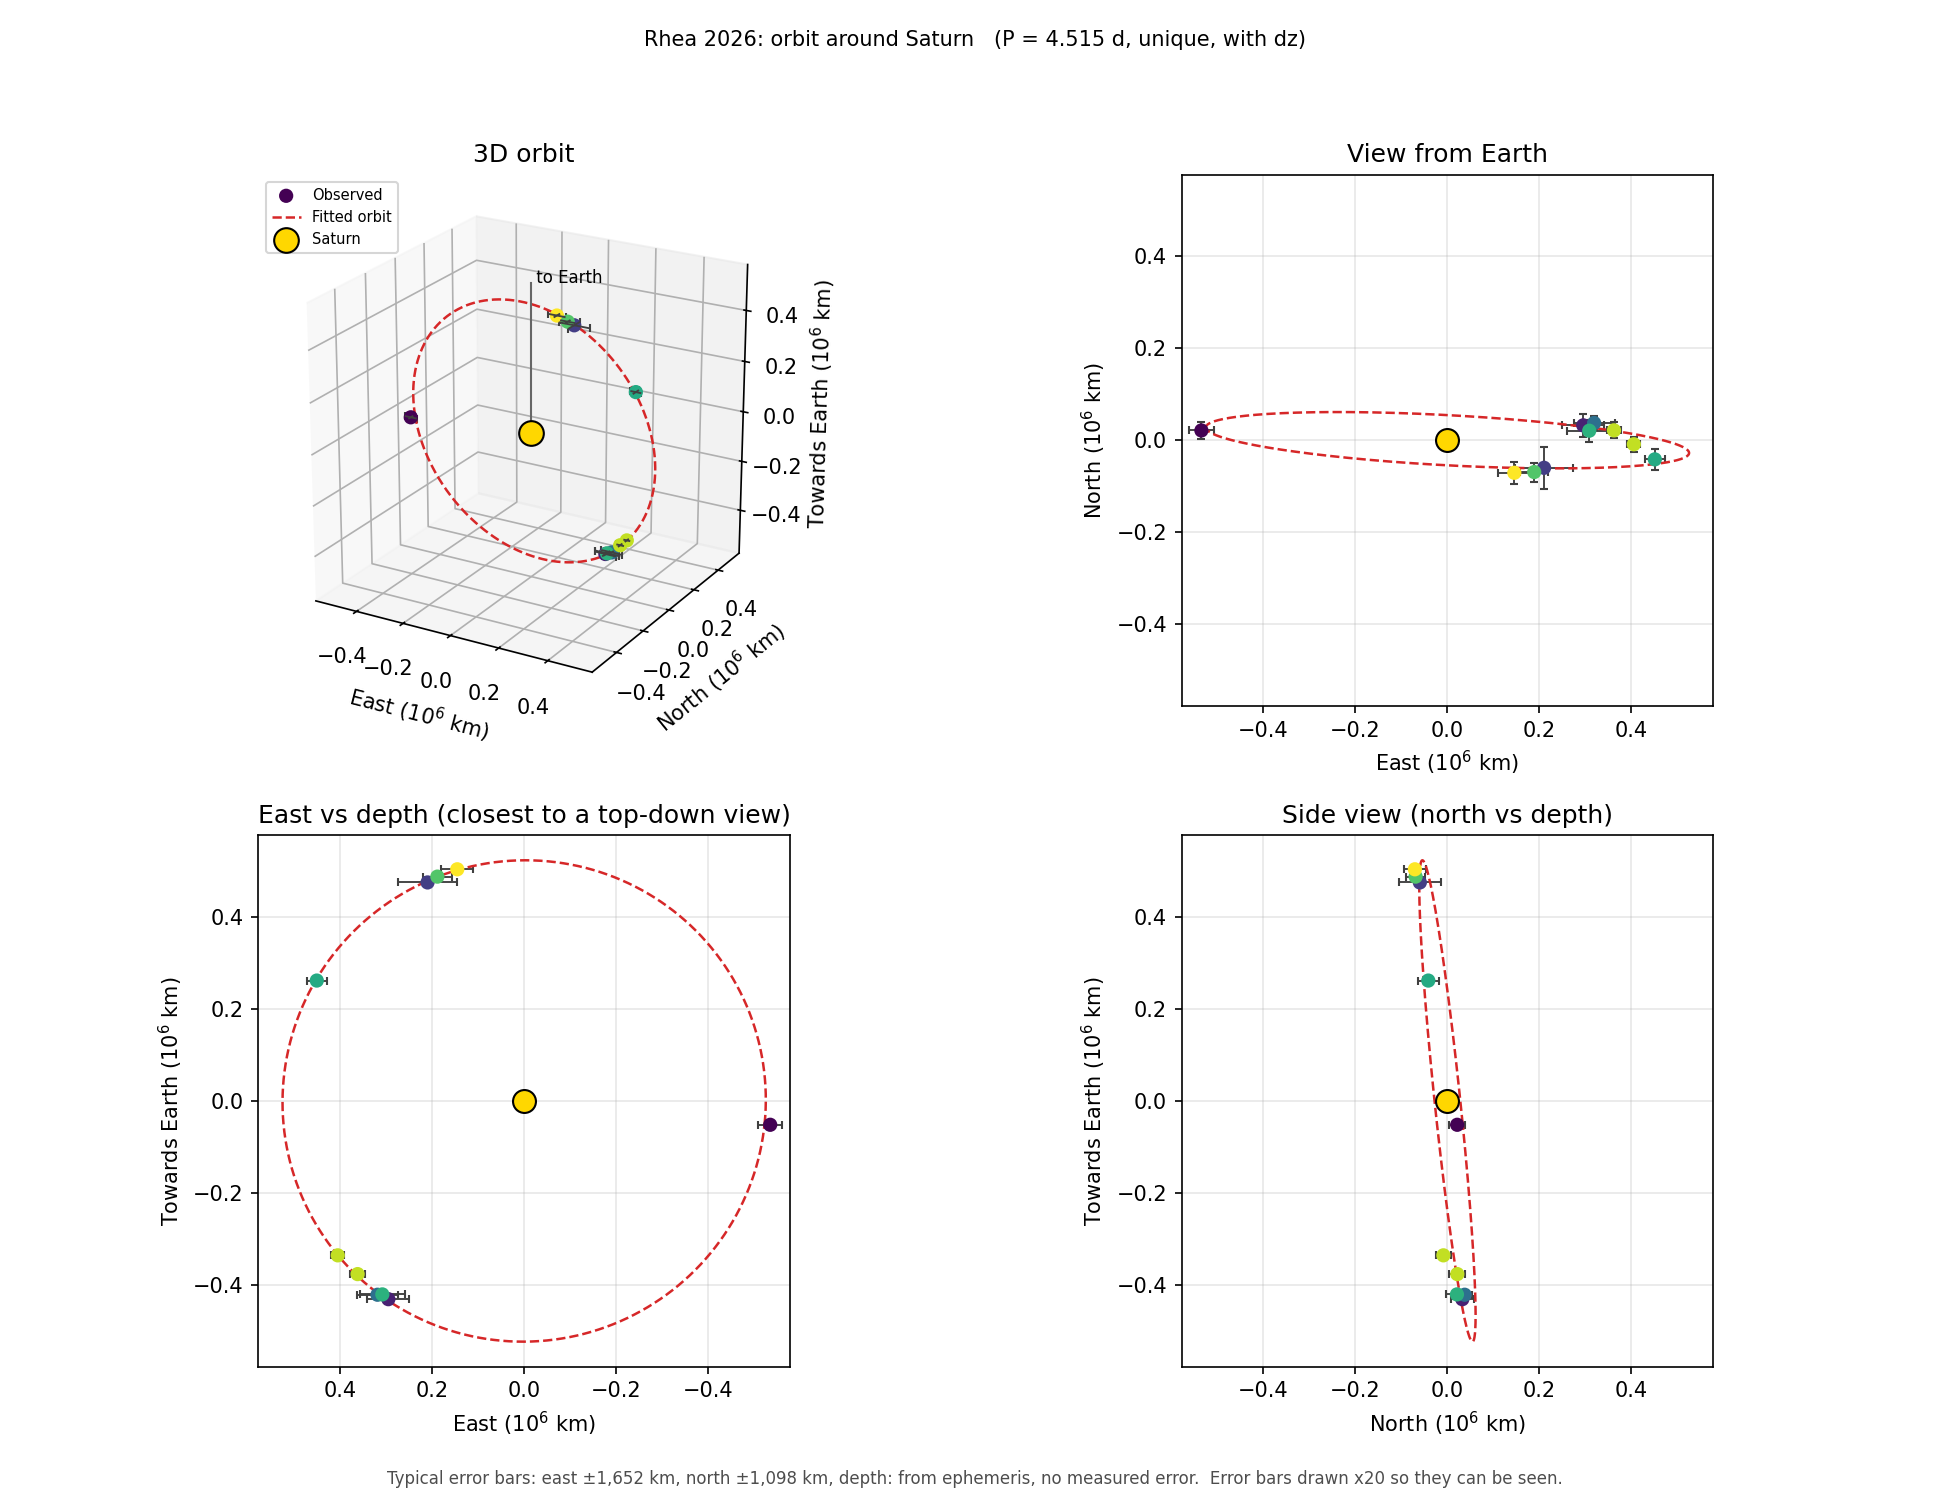 Rhea 2026: orbit around Saturn (P = 4.515 d, unique, with dz)
3D orbit
Observed
Fitted orbit
Saturn
to Earth
0.4
0.2
0.0
−0.2
−0.4
Towards Earth (10⁶ km)
−0.4
−0.2
0.0
0.2
0.4
East (10⁶ km)
−0.4
−0.2
0.0
0.2
0.4
North (10⁶ km)
View from Earth
0.4
0.2
0.0
−0.2
−0.4
North (10⁶ km)
−0.4 −0.2 0.0 0.2 0.4
East (10⁶ km)
East vs depth (closest to a top-down view)
0.4
0.2
0.0
−0.2
−0.4
Towards Earth (10⁶ km)
0.4 0.2 0.0 −0.2 −0.4
East (10⁶ km)
Side view (north vs depth)
0.4
0.2
0.0
−0.2
−0.4
Towards Earth (10⁶ km)
−0.4 −0.2 0.0 0.2 0.4
North (10⁶ km)
Typical error bars: east ±1,652 km, north ±1,098 km, depth: from ephemeris, no measured error. Error bars drawn x20 so they can be seen.